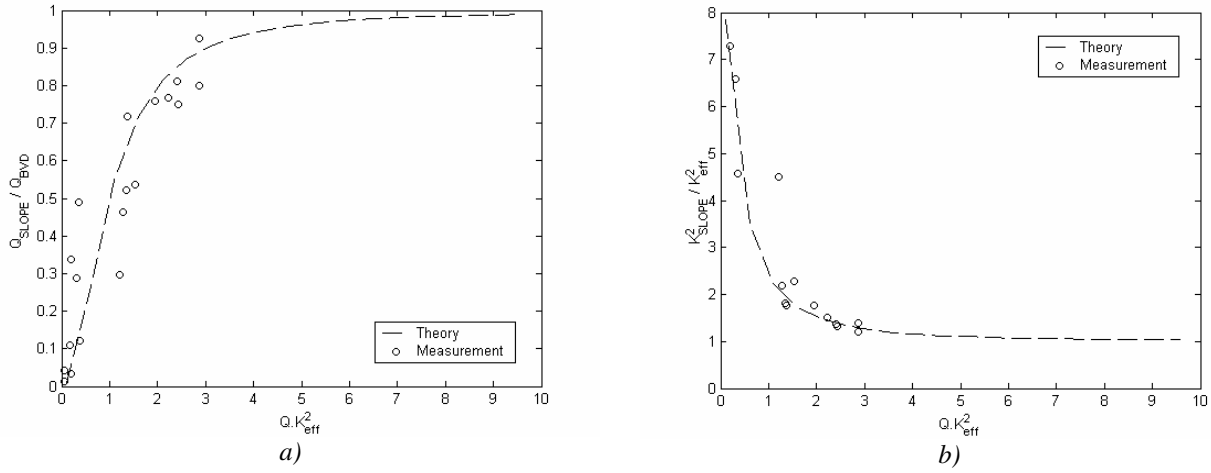 1
0.9
0.8
0.7
0.6
0.5
0.4
0.3
0.2
0.1
0
Q_SLOPE / Q_BVD
Theory
Measurement
0 1 2 3 4 5 6 7 8 9 10
Q.K²_eff
a)
8
7
6
5
4
3
2
1
0
K²_SLOPE / K²_eff
Theory
Measurement
0 1 2 3 4 5 6 7 8 9 10
Q.K²_eff
b)